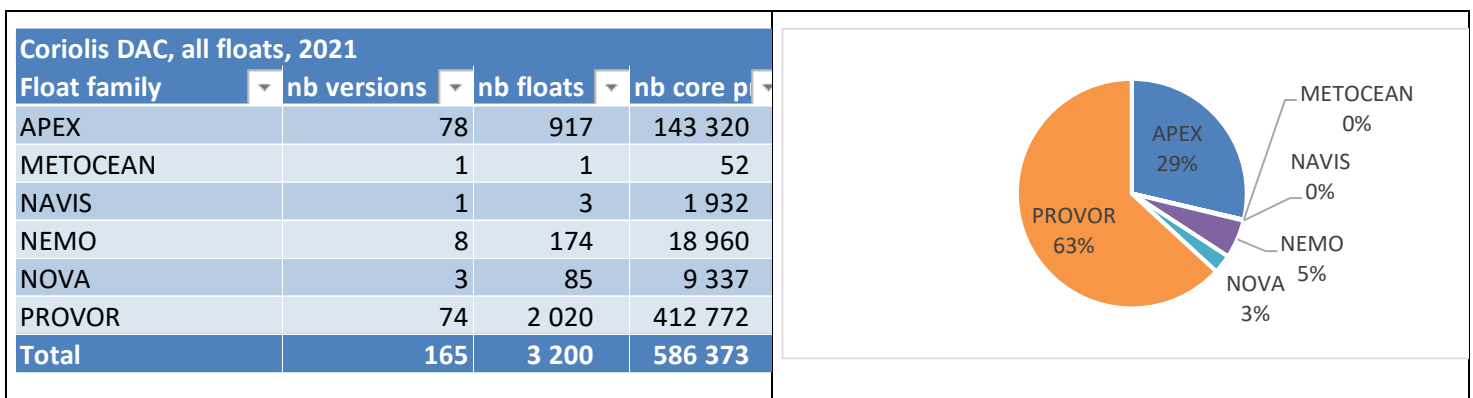 Coriolis DAC, all floats, 2021
Float family nb versions nb floats nb core p
APEX 78 917 143 320
METOCEAN 1 1 52
NAVIS 1 3 1 932
NEMO 8 174 18 960
NOVA 3 85 9 337
PROVOR 74 2 020 412 772
Total 165 3 200 586 373
METOCEAN
0%
APEX
29%
NAVIS
0%
PROVOR
63%
NEMO
5%
NOVA
3%